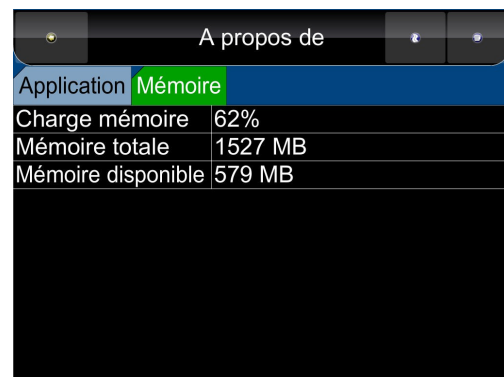 A propos de
Application Mémoire
Charge mémoire 62%
Mémoire totale 1527 MB
Mémoire disponible 579 MB